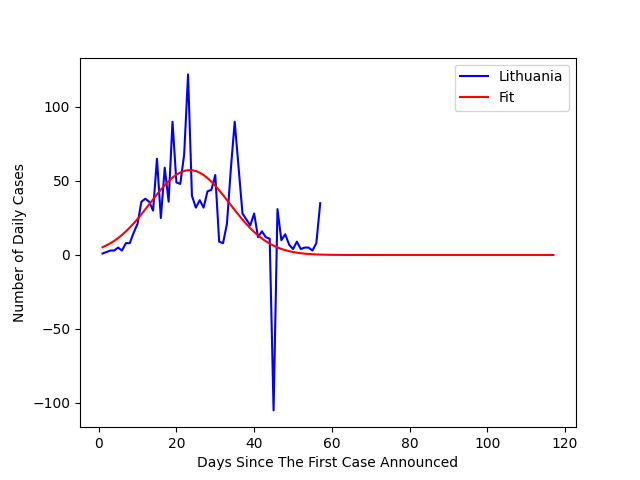 Lithuania
Fit
100
50
0
−50
−100
Number of Daily Cases
0 20 40 60 80 100 120
Days Since The First Case Announced